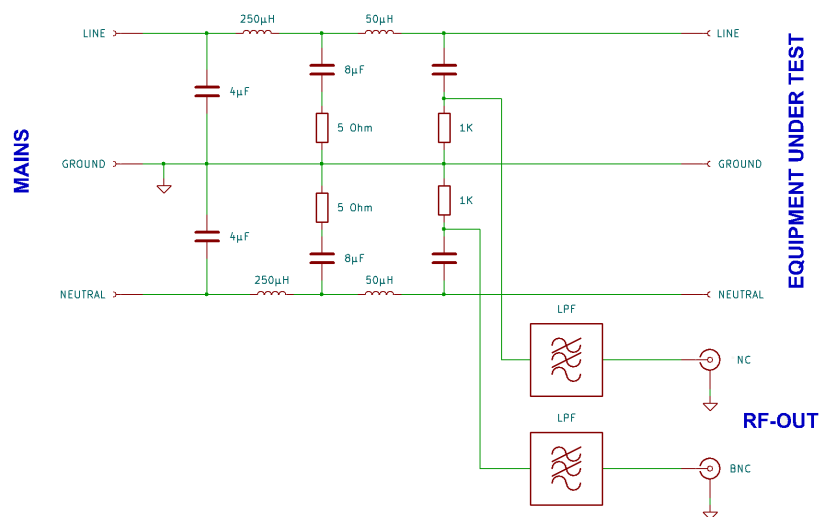 250µH
50µH
LINE
LINE
8µF
4µF
5 Ohm
1K
MAINS
GROUND
GROUND
EQUIPMENT UNDER TEST
5 Ohm
1K
4µF
8µF
250µH
50µH
NEUTRAL
NEUTRAL
LPF
NC
RF-OUT
LPF
BNC